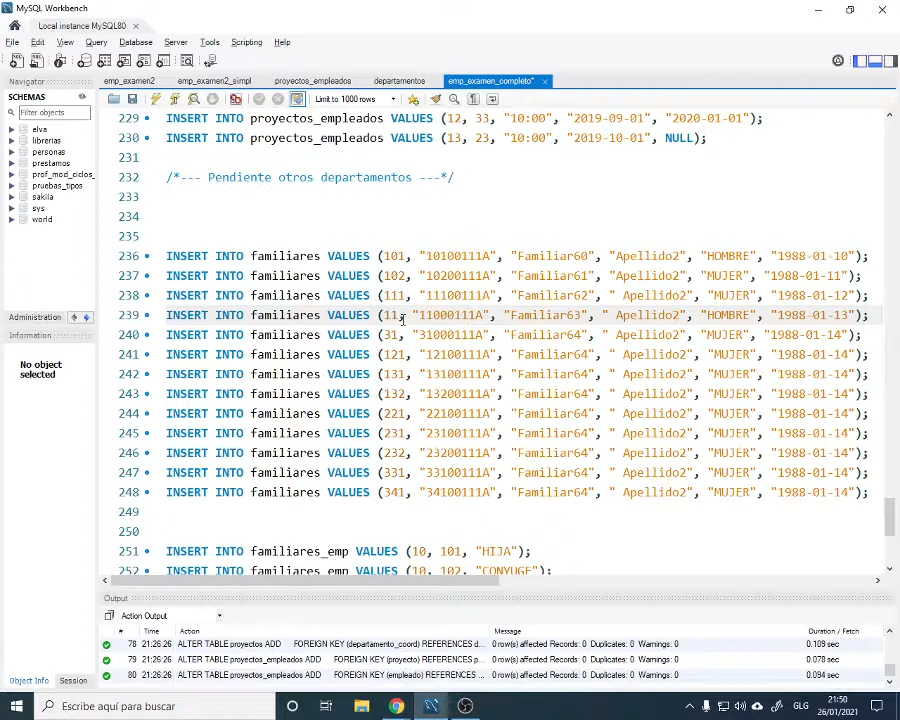 MySQL Workbench
Local instance MySQL80
File Edit View Query Database Server Tools Scripting Help
Navigator
SCHEMAS
Filter objects
elva
librerias
personas
prestamos
prof_mod_ciclos_
pruebas_tipos
sakila
sys
world
Administration
Information
No object
selected
Object Info Session
emp_examen2 emp_examen2_simpl proyectos_empleados departamentos emp_examen_completo*
Limit to 1000 rows
229 INSERT INTO proyectos_empleados VALUES (12, 33, "10:00", "2019-09-01", "2020-01-01");
230 INSERT INTO proyectos_empleados VALUES (13, 23, "10:00", "2019-10-01", NULL);
231
232 /*--- Pendiente otros departamentos ---*/
233
234
235
236 INSERT INTO familiares VALUES (101, "10100111A", "Familiar60", "Apellido2", "HOMBRE", "1988-01-10");
237 INSERT INTO familiares VALUES (102, "10200111A", "Familiar61", "Apellido2", "MUJER", "1988-01-11");
238 INSERT INTO familiares VALUES (111, "11100111A", "Familiar62", " Apellido2", "MUJER", "1988-01-12");
239 INSERT INTO familiares VALUES (11, "11000111A", "Familiar63", " Apellido2", "HOMBRE", "1988-01-13");
240 INSERT INTO familiares VALUES (31, "31000111A", "Familiar64", " Apellido2", "MUJER", "1988-01-14");
241 INSERT INTO familiares VALUES (121, "12100111A", "Familiar64", " Apellido2", "MUJER", "1988-01-14");
242 INSERT INTO familiares VALUES (131, "13100111A", "Familiar64", " Apellido2", "MUJER", "1988-01-14");
243 INSERT INTO familiares VALUES (132, "13200111A", "Familiar64", " Apellido2", "MUJER", "1988-01-14");
244 INSERT INTO familiares VALUES (221, "22100111A", "Familiar64", " Apellido2", "MUJER", "1988-01-14");
245 INSERT INTO familiares VALUES (231, "23100111A", "Familiar64", " Apellido2", "MUJER", "1988-01-14");
246 INSERT INTO familiares VALUES (232, "23200111A", "Familiar64", " Apellido2", "MUJER", "1988-01-14");
247 INSERT INTO familiares VALUES (331, "33100111A", "Familiar64", " Apellido2", "MUJER", "1988-01-14");
248 INSERT INTO familiares VALUES (341, "34100111A", "Familiar64", " Apellido2", "MUJER", "1988-01-14");
249
250
251 INSERT INTO familiares_emp VALUES (10, 101, "HIJA");
252 INSERT INTO familiares_emp VALUES (10, 102, "CONYUGE");
Output
Action Output
# Time Action Message Duration / Fetch
78 21:26:26 ALTER TABLE proyectos ADD FOREIGN KEY (departamento_coord) REFERENCES d... 0 row(s) affected Records: 0 Duplicates: 0 Warnings: 0 0.109 sec
79 21:26:26 ALTER TABLE proyectos_empleados ADD FOREIGN KEY (proyecto) REFERENCES p... 0 row(s) affected Records: 0 Duplicates: 0 Warnings: 0 0.078 sec
80 21:26:26 ALTER TABLE proyectos_empleados ADD FOREIGN KEY (empleado) REFERENCES e... 0 row(s) affected Records: 0 Duplicates: 0 Warnings: 0 0.094 sec
Escribe aquí para buscar
GLG
21:50
26/01/2021